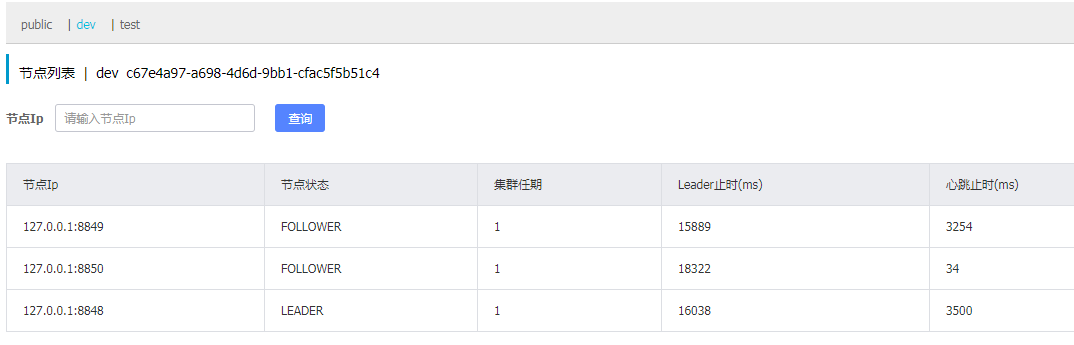 public | dev | test
节点列表 | dev c67e4a97-a698-4d6d-9bb1-cfac5f5b51c4
节点Ip 请输入节点Ip 查询
节点Ip 节点状态 集群任期 Leader止时(ms) 心跳止时(ms)
127.0.0.1:8849 FOLLOWER 1 15889 3254
127.0.0.1:8850 FOLLOWER 1 18322 34
127.0.0.1:8848 LEADER 1 16038 3500